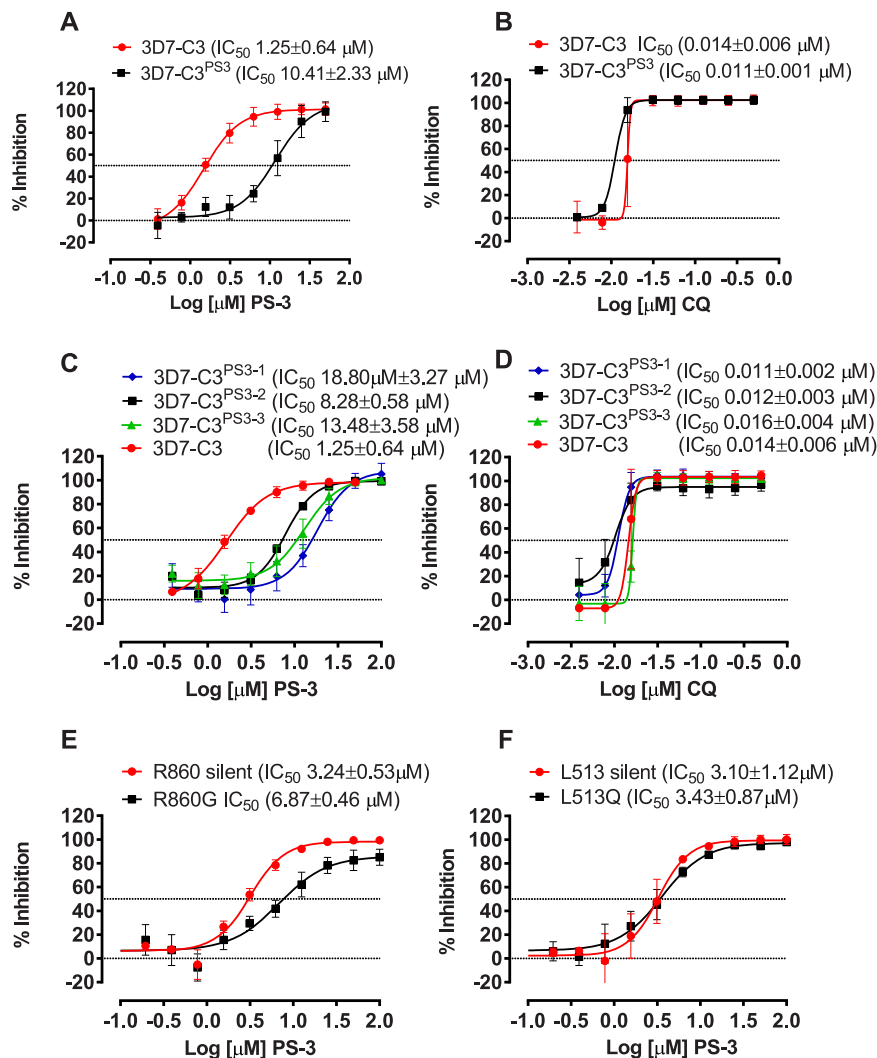 A
3D7-C3 (IC50 1.25±0.64 μM)
3D7-C3PS3 (IC50 10.41±2.33 μM)
120
100
80
60
40
20
0
-20
% Inhibition
-1.0 -0.5 0.0 0.5 1.0 1.5 2.0
Log [μM] PS-3
B
3D7-C3 IC50 (0.014±0.006 μM)
3D7-C3PS3 (IC50 0.011±0.001 μM)
120
100
80
60
40
20
0
-20
% Inhibition
-3.0 -2.5 -2.0 -1.5 -1.0 -0.5 0.0
Log [μM] CQ
C
3D7-C3PS3-1 (IC50 18.80μM±3.27 μM)
3D7-C3PS3-2 (IC50 8.28±0.58 μM)
3D7-C3PS3-3 (IC50 13.48±3.58 μM)
3D7-C3 (IC50 1.25±0.64 μM)
120
100
80
60
40
20
0
-20
% Inhibition
-1.0 -0.5 0.0 0.5 1.0 1.5 2.0
Log [μM] PS-3
D
3D7-C3PS3-1 (IC50 0.011±0.002 μM)
3D7-C3PS3-2 (IC50 0.012±0.003 μM)
3D7-C3PS3-3 (IC50 0.016±0.004 μM)
3D7-C3 (IC50 0.014±0.006 μM)
120
100
80
60
40
20
0
-20
% Inhibition
-3.0 -2.5 -2.0 -1.5 -1.0 -0.5 0.0
Log [μM] CQ
E
R860 silent (IC50 3.24±0.53μM)
R860G IC50 (6.87±0.46 μM)
120
100
80
60
40
20
0
-20
% Inhibition
-1.0 -0.5 0.0 0.5 1.0 1.5 2.0
Log [μM] PS-3
F
L513 silent (IC50 3.10±1.12μM)
L513Q (IC50 3.43±0.87μM)
120
100
80
60
40
20
0
-20
% Inhibition
-1.0 -0.5 0.0 0.5 1.0 1.5 2.0
Log [μM] PS-3